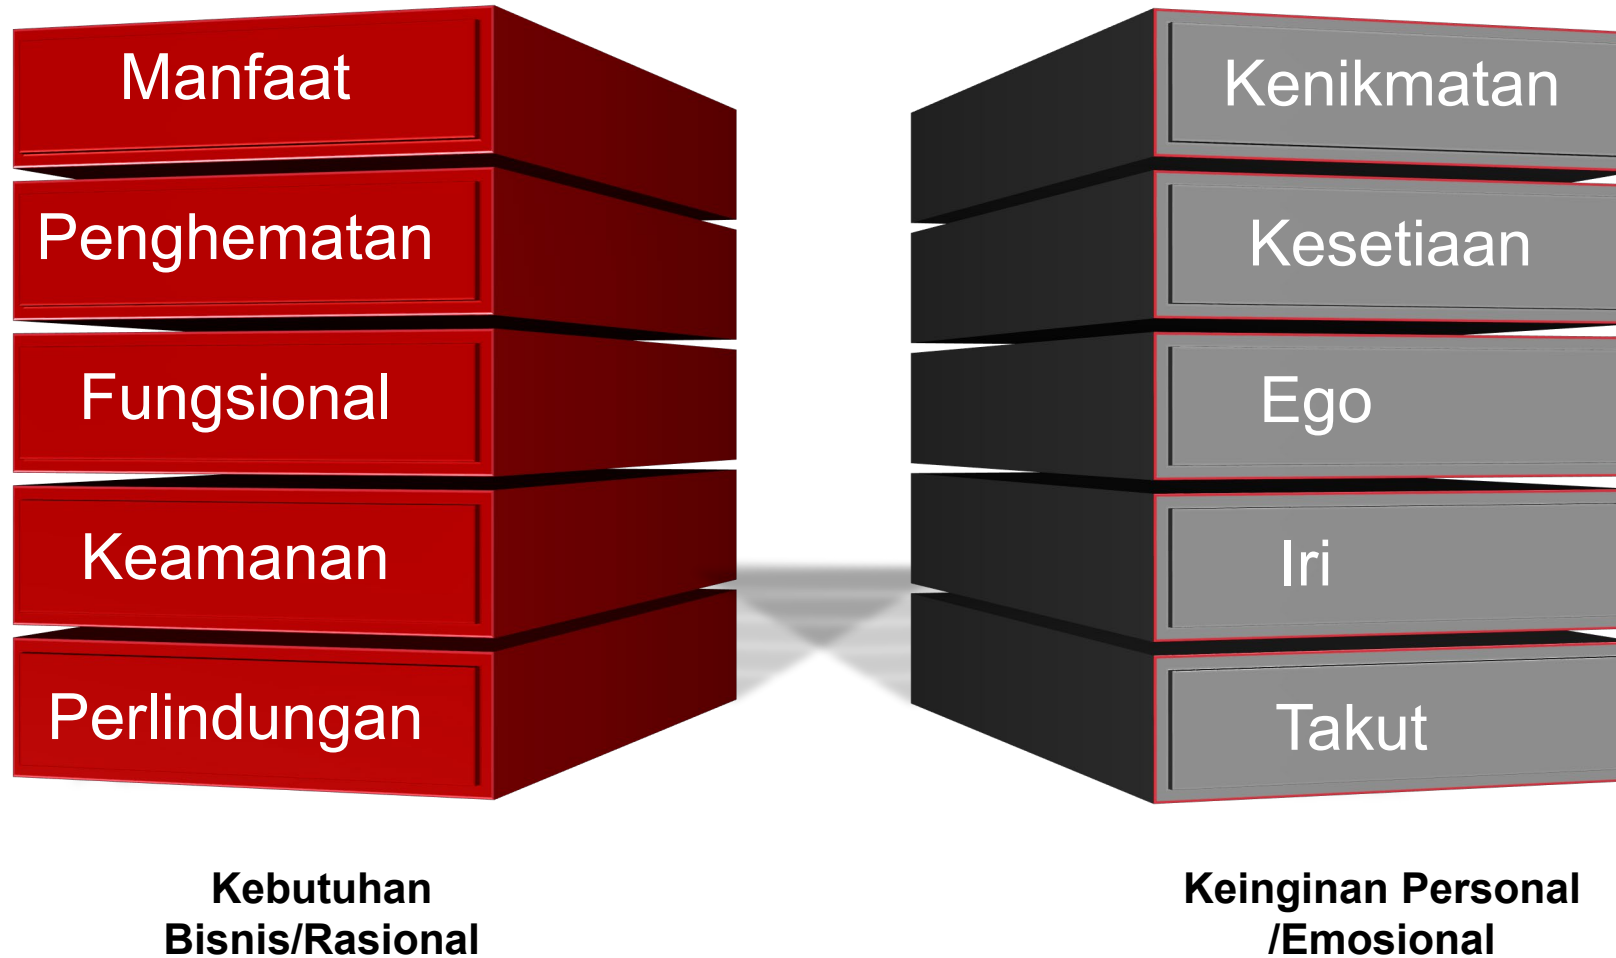 Manfaat
Penghematan
Fungsional
Keamanan
Perlindungan
Kebutuhan
Bisnis/Rasional
Kenikmatan
Kesetiaan
Ego
Iri
Takut
Keinginan Personal
/Emosional